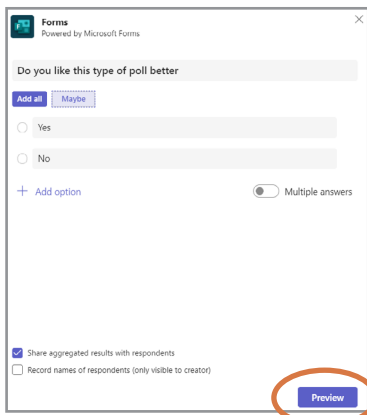 Forms
Powered by Microsoft Forms
Do you like this type of poll better
Add all Maybe
Yes
No
+ Add option Multiple answers
Share aggregated results with respondents
Record names of respondents (only visible to creator)
Preview